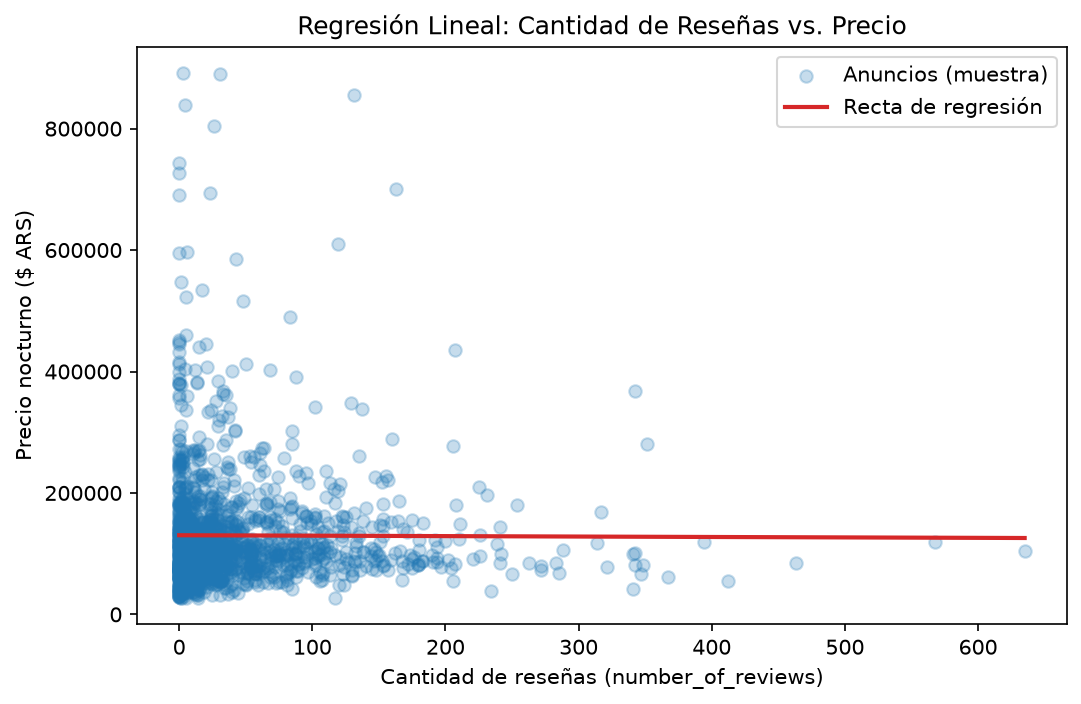 Regresión Lineal: Cantidad de Reseñas vs. Precio
Anuncios (muestra)
Recta de regresión
Precio nocturno ($ ARS)
800000
600000
400000
200000
0
0 100 200 300 400 500 600
Cantidad de reseñas (number_of_reviews)